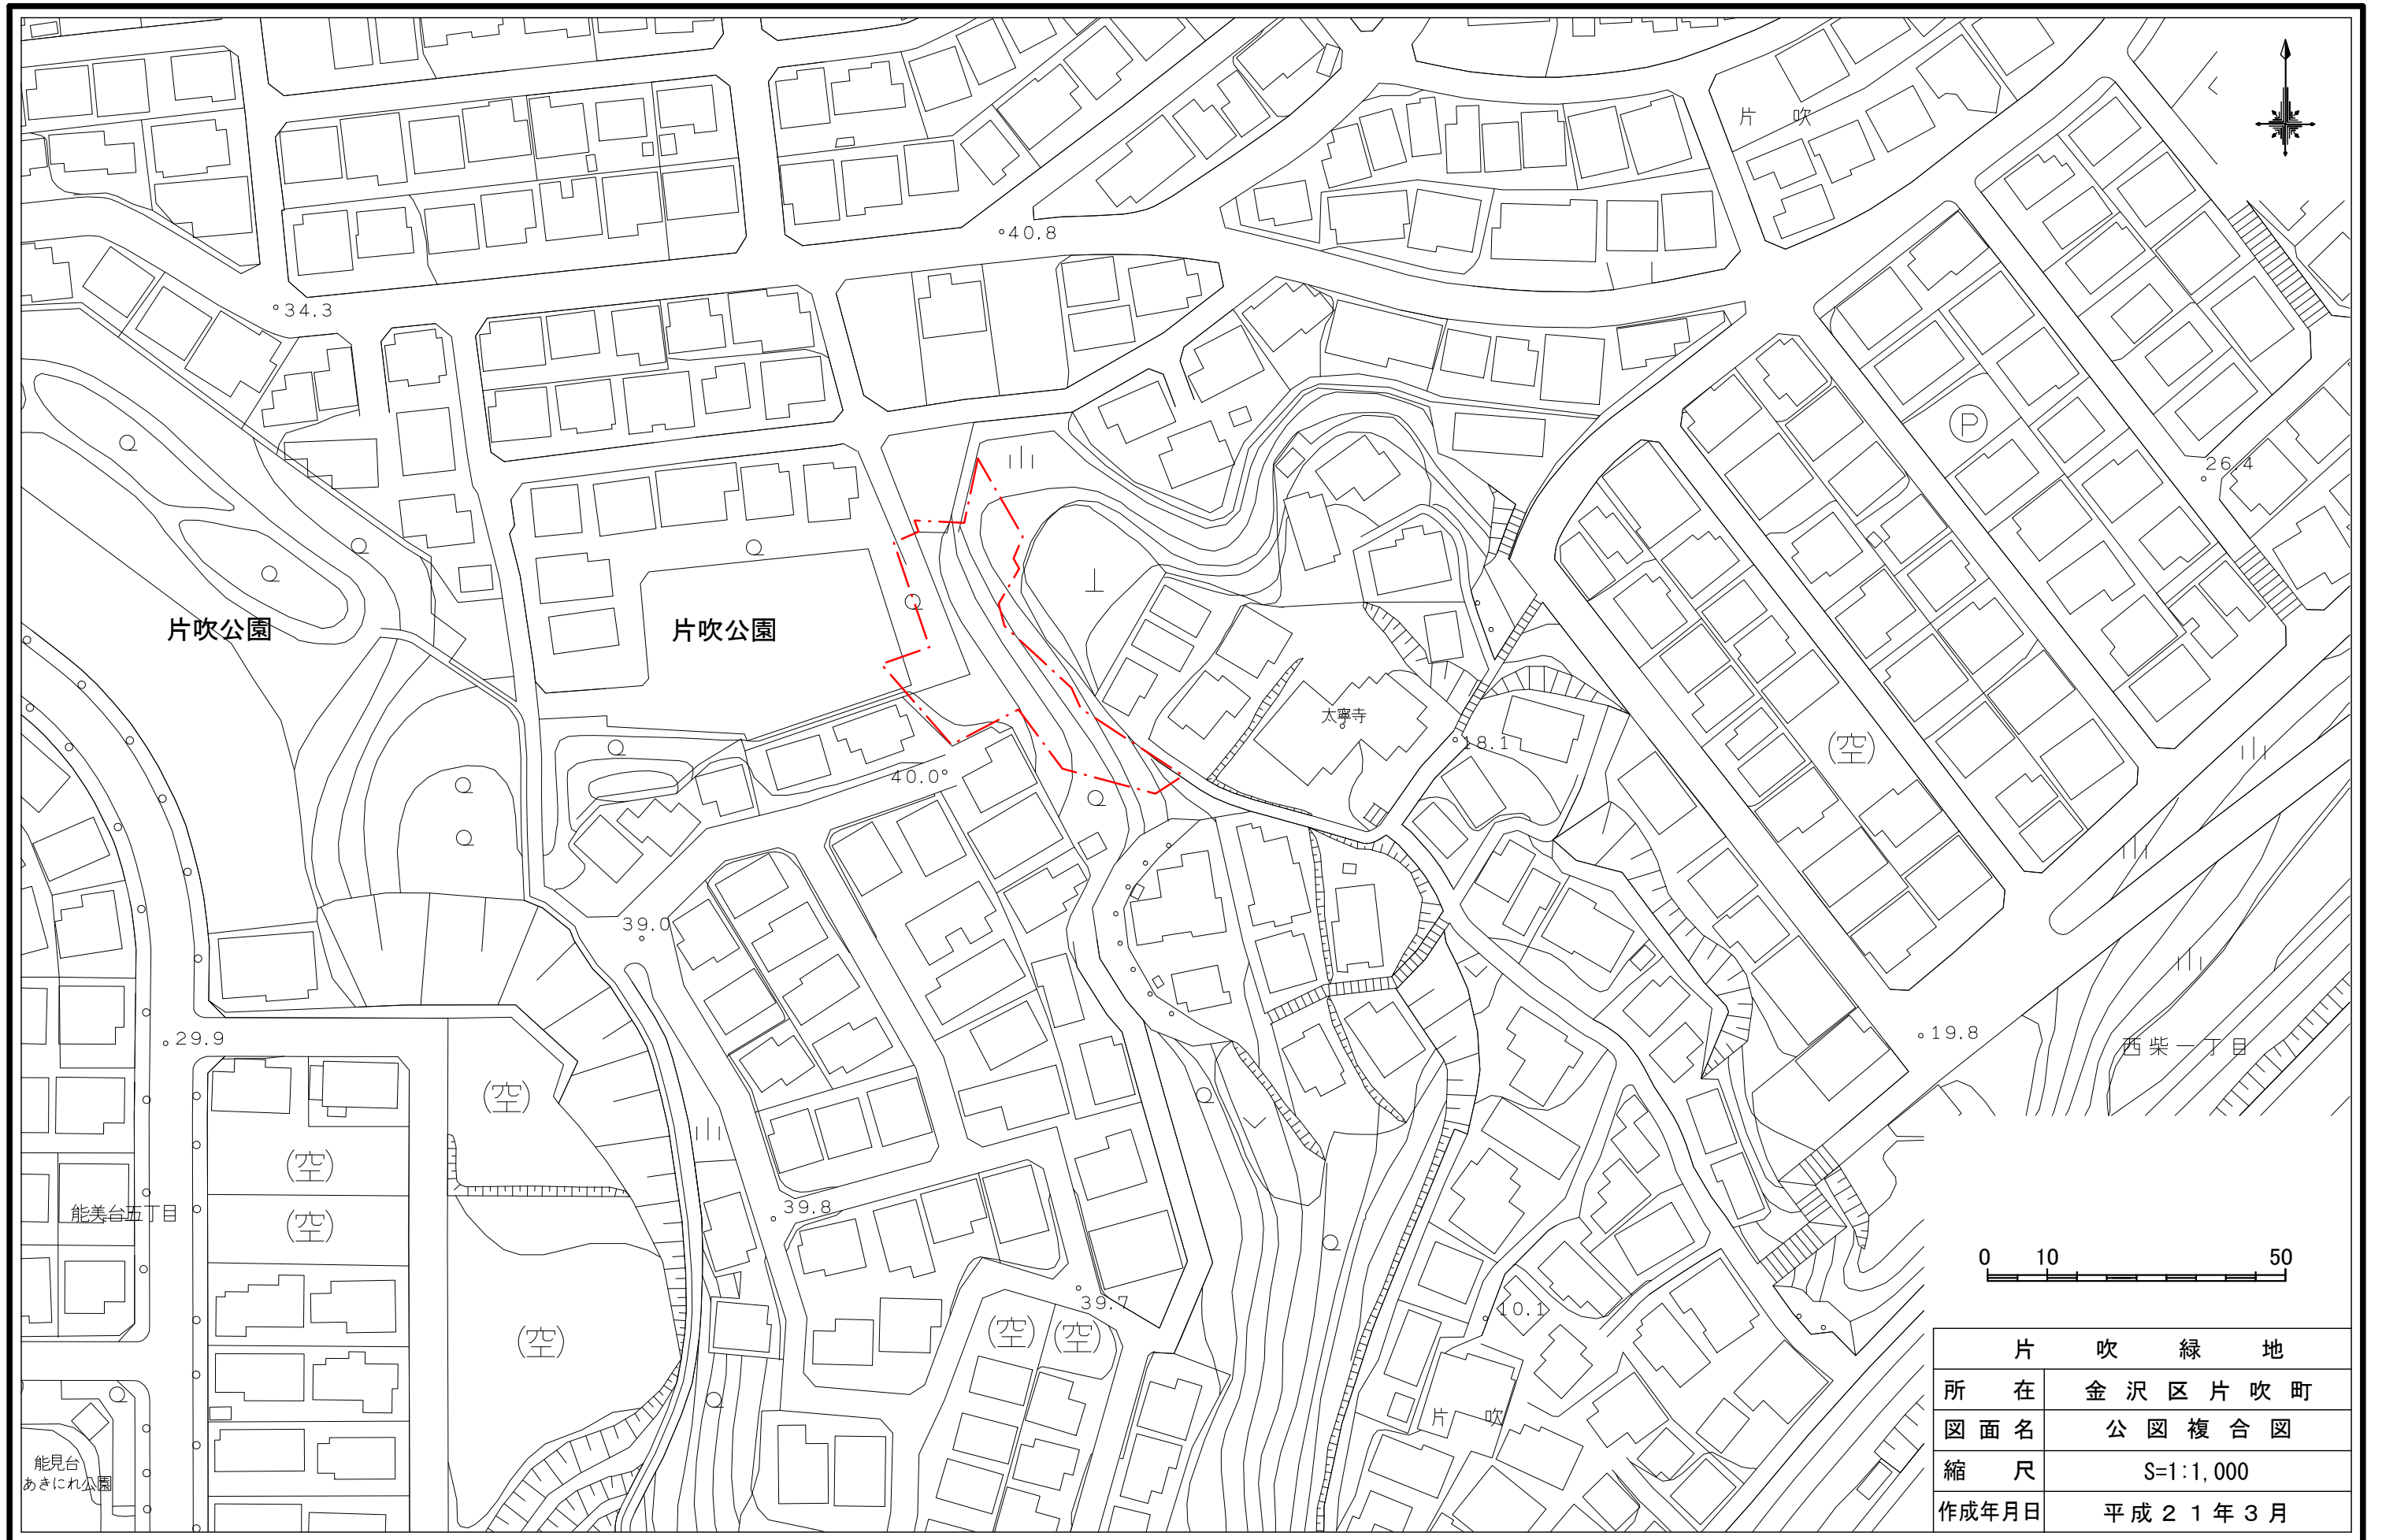 片 吹
40.8
34.3
P
26.4
片吹公園
片吹公園
太寧寺
18.1
(空)
40.0
39.0
19.8
西柴一丁目
29.9
(空)
(空)
能美台五丁目
(空)
39.8
0 10 50
39.7
10.1
(空)
(空)
(空)
片 吹
能見台
あきにれ公園
片 吹 緑 地
所 在 金 沢 区 片 吹 町
図 面 名 公 図 複 合 図
縮 尺 S=1:1,000
作成年月日 平 成 2 1 年 3 月